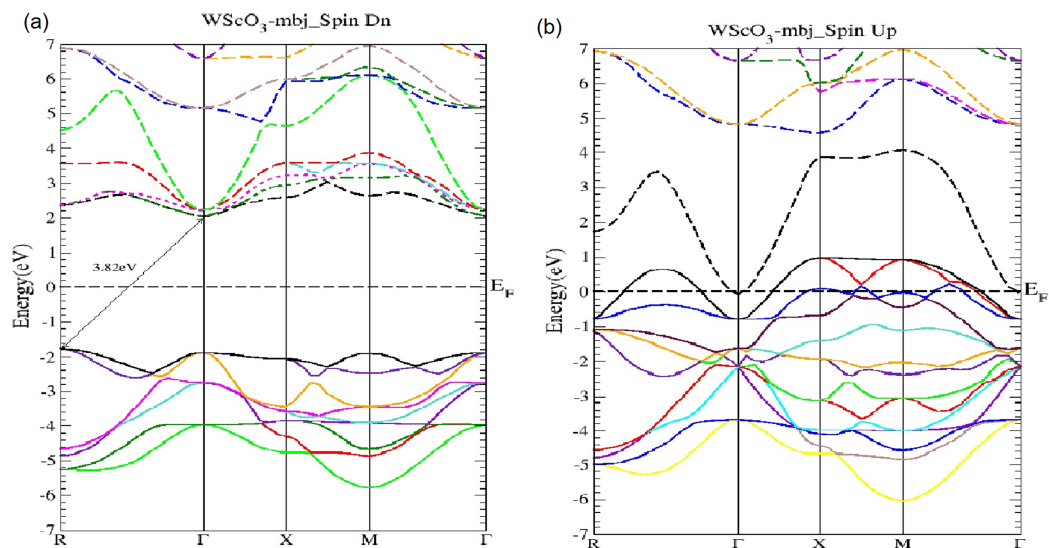 (a)
WScO3-mbj_Spin Dn
7
6
5
4
3
2
1
0
-1
-2
-3
-4
-5
-6
-7
Energy(eV)
3.82eV
EF
R Γ X M Γ
(b)
WScO3-mbj_Spin Up
7
6
5
4
3
2
1
0
-1
-2
-3
-4
-5
-6
-7
Energy(eV)
EF
R Γ X M Γ